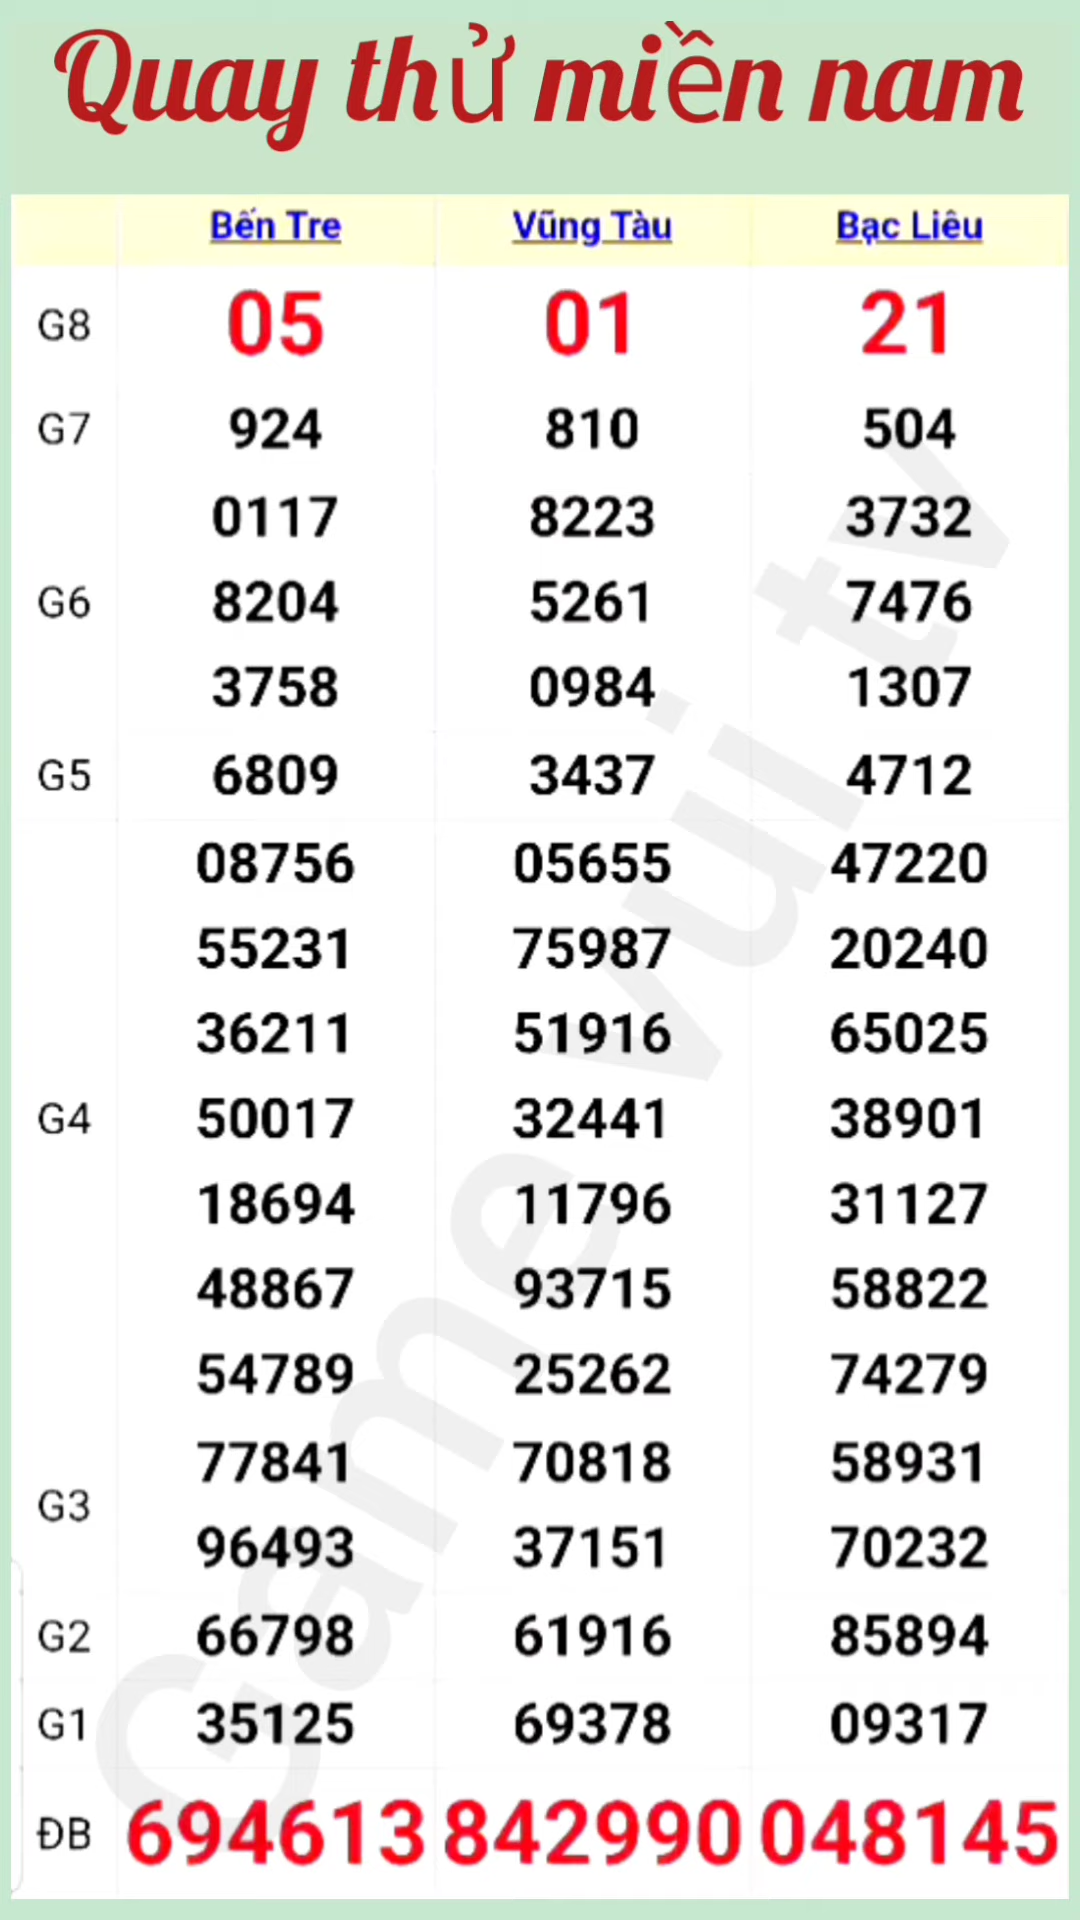 Quay thử miền nam
Bến Tre Vũng Tàu Bạc Liêu
G8 05 01 21
G7 924 810 504
0117 8223 3732
G6 8204 5261 7476
3758 0984 1307
G5 6809 3437 4712
08756 05655 47220
55231 75987 20240
36211 51916 65025
G4 50017 32441 38901
18694 11796 31127
48867 93715 58822
54789 25262 74279
G3 77841 70818 58931
96493 37151 70232
G2 66798 61916 85894
G1 35125 69378 09317
ĐB 694613 842990 048145
Game vui tv